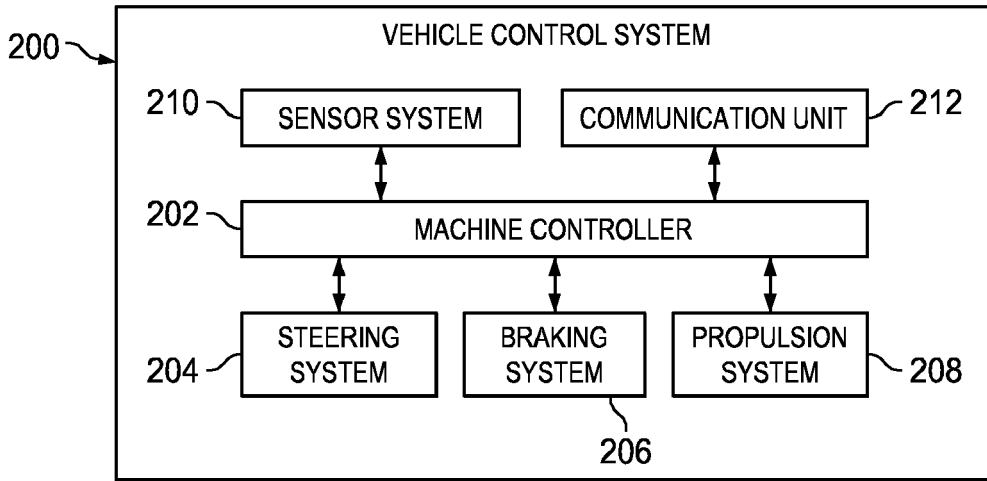 VEHICLE CONTROL SYSTEM
200
210
SENSOR SYSTEM
COMMUNICATION UNIT
212
202
MACHINE CONTROLLER
204
STEERING
SYSTEM
BRAKING
SYSTEM
206
PROPULSION
SYSTEM
208